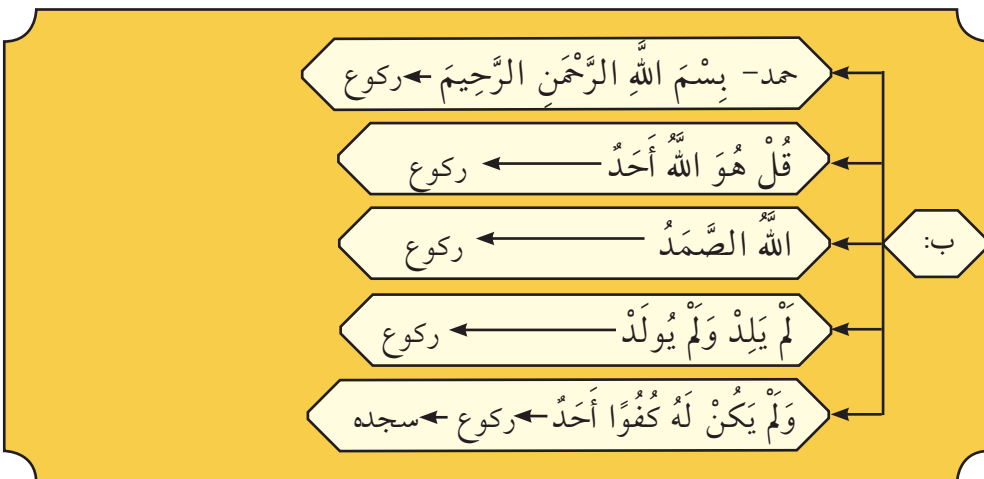 حمد- بِسْمَ اللَّهِ الرَّحْمَنِ الرَّحِيمَ ركوع
قُلْ هُوَ اللَّهُ أَحَدٌ ركوع
ب:
اللَّهُ الصَّمَدُ ركوع
لَمْ يَلِدْ وَلَمْ يُولَدْ ركوع
وَلَمْ يَكُنْ لَهُ كُفُوًا أَحَدٌ ركوع سجده